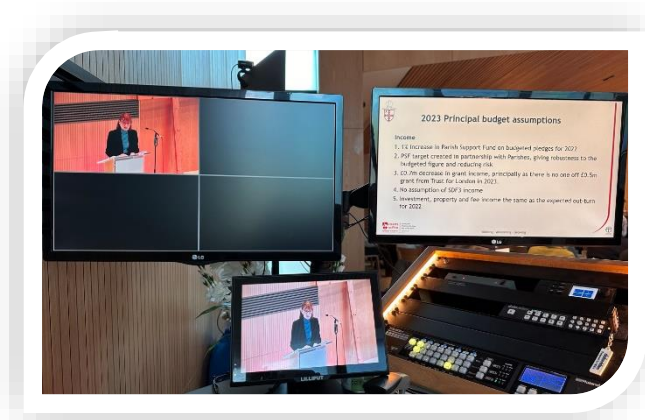 2023 Principal budget assumptions
Income
1. 1% increase in Parish Support Fund on budgeted pledges for 2023
2. PSF target created in partnership with Parishes, giving robustness to the
budgeted figure and reducing risk.
3. £0.7m decrease in grant income, principally as there is no one off £0.5m
grant from Trust for London in 2023.
4. No assumption of SDF3 income
5. Investment, property and fee income the same as the expected out-turn
for 2022
LG
LG
LILLIPUT